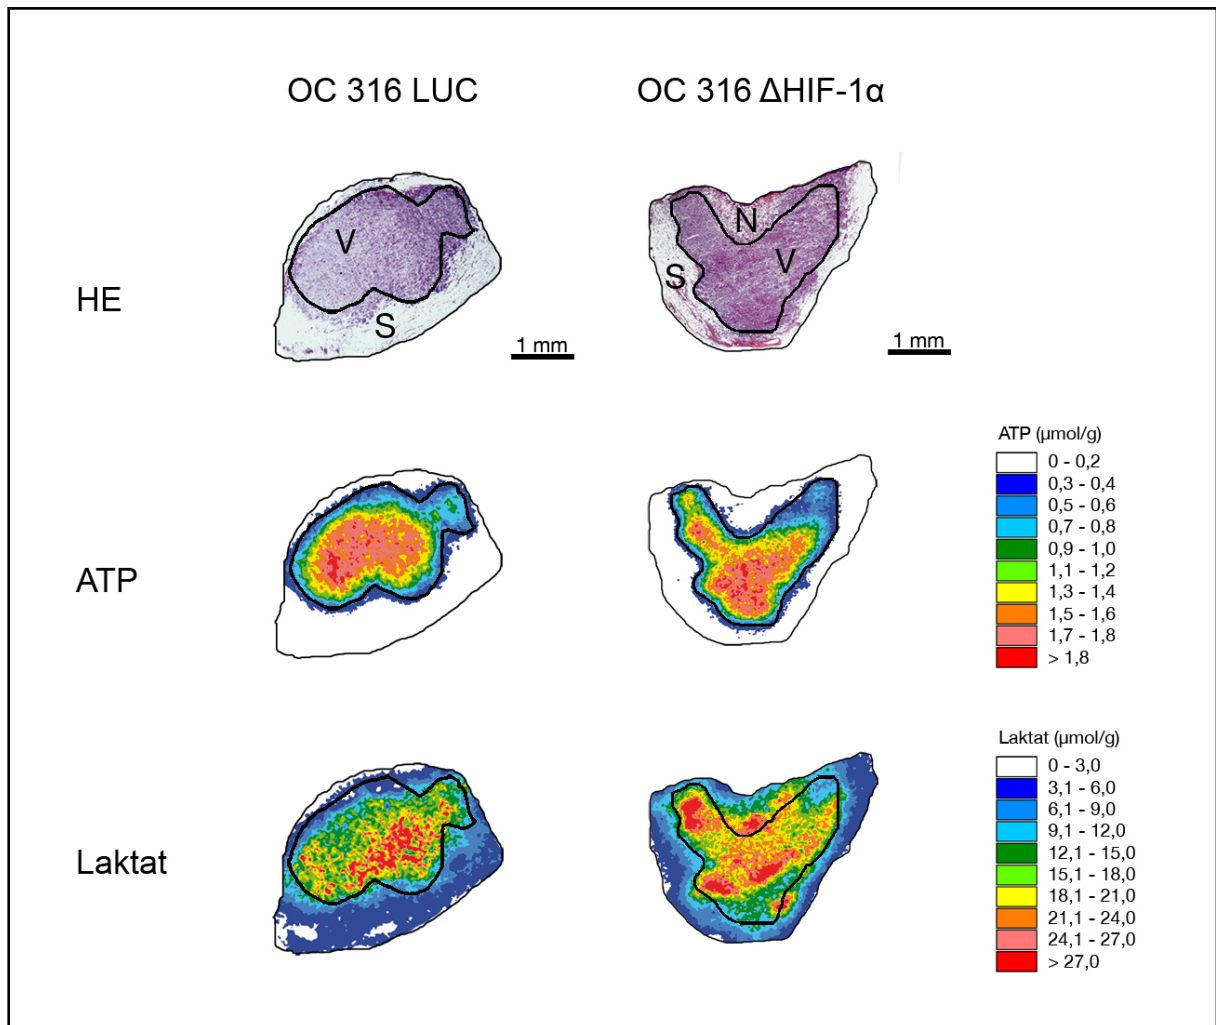 OC 316 LUC
OC 316 ΔHIF-1α
HE
V
S
1 mm
N
S
V
1 mm
ATP
ATP (µmol/g)
0 - 0,2
0,3 - 0,4
0,5 - 0,6
0,7 - 0,8
0,9 - 1,0
1,1 - 1,2
1,3 - 1,4
1,5 - 1,6
1,7 - 1,8
> 1,8
Laktat
Laktat (µmol/g)
0 - 3,0
3,1 - 6,0
6,1 - 9,0
9,1 - 12,0
12,1 - 15,0
15,1 - 18,0
18,1 - 21,0
21,1 - 24,0
24,1 - 27,0
> 27,0